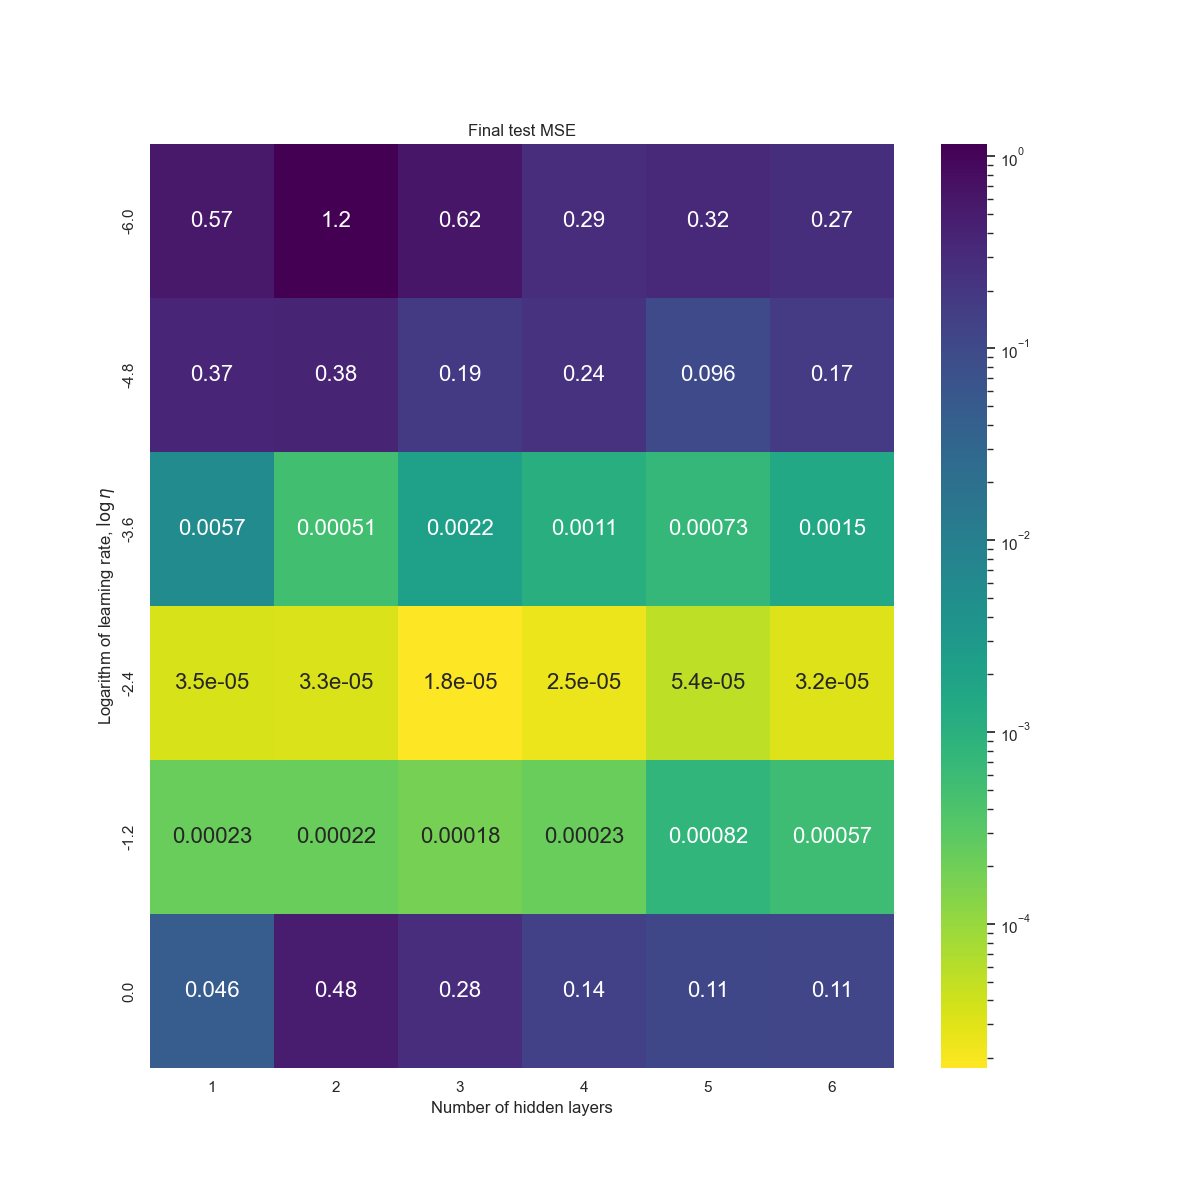 Final test MSE
-6.0 0.57 1.2 0.62 0.29 0.32 0.27
-4.8 0.37 0.38 0.19 0.24 0.096 0.17
-3.6 0.0057 0.00051 0.0022 0.0011 0.00073 0.0015
-2.4 3.5e-05 3.3e-05 1.8e-05 2.5e-05 5.4e-05 3.2e-05
-1.2 0.00023 0.00022 0.00018 0.00023 0.00082 0.00057
0.0 0.046 0.48 0.28 0.14 0.11 0.11
1 2 3 4 5 6
Number of hidden layers
Logarithm of learning rate, log η
10⁰
10⁻¹
10⁻²
10⁻³
10⁻⁴